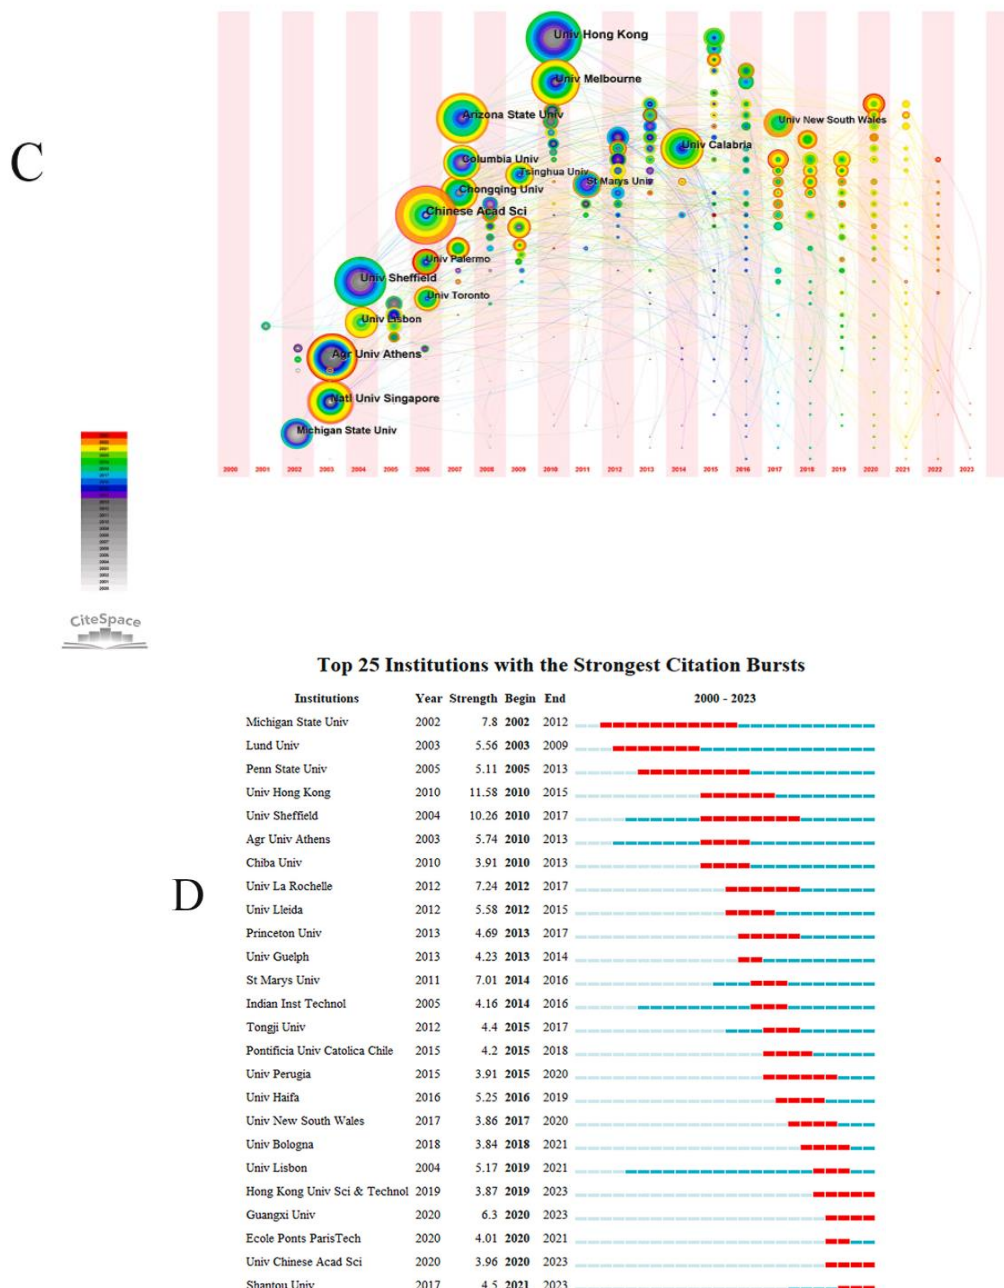 C
Univ Hong Kong
Univ Melbourne
Arizona State Univ
Univ New South Wales
Univ Calabria
Columbia Univ
Tsinghua Univ
St Marys Univ
Chongqing Univ
Chinese Acad Sci
Univ Palermo
Univ Sheffield
Univ Toronto
Univ Lisbon
Agr Univ Athens
Natl Univ Singapore
Michigan State Univ
2000 2001 2002 2003 2004 2005 2006 2007 2008 2009 2010 2011 2012 2013 2014 2015 2016 2017 2018 2019 2020 2021 2022 2023
CiteSpace
D
Top 25 Institutions with the Strongest Citation Bursts
Institutions Year Strength Begin End 2000 - 2023
Michigan State Univ 2002 7.8 2002 2012
Lund Univ 2003 5.56 2003 2009
Penn State Univ 2005 5.11 2005 2013
Univ Hong Kong 2010 11.58 2010 2015
Univ Sheffield 2004 10.26 2010 2017
Agr Univ Athens 2003 5.74 2010 2013
Chiba Univ 2010 3.91 2010 2013
Univ La Rochelle 2012 7.24 2012 2017
Univ Lleida 2012 5.58 2012 2015
Princeton Univ 2013 4.69 2013 2017
Univ Guelph 2013 4.23 2013 2014
St Marys Univ 2011 7.01 2014 2016
Indian Inst Technol 2005 4.16 2014 2016
Tongji Univ 2012 4.4 2015 2017
Pontificia Univ Catolica Chile 2015 4.2 2015 2018
Univ Perugia 2015 3.91 2015 2020
Univ Haifa 2016 5.25 2016 2019
Univ New South Wales 2017 3.86 2017 2020
Univ Bologna 2018 3.84 2018 2021
Univ Lisbon 2004 5.17 2019 2021
Hong Kong Univ Sci & Technol 2019 3.87 2019 2023
Guangxi Univ 2020 6.3 2020 2023
Ecole Ponts ParisTech 2020 4.01 2020 2021
Univ Chinese Acad Sci 2020 3.96 2020 2023
Shantou Univ 2017 4.5 2021 2023